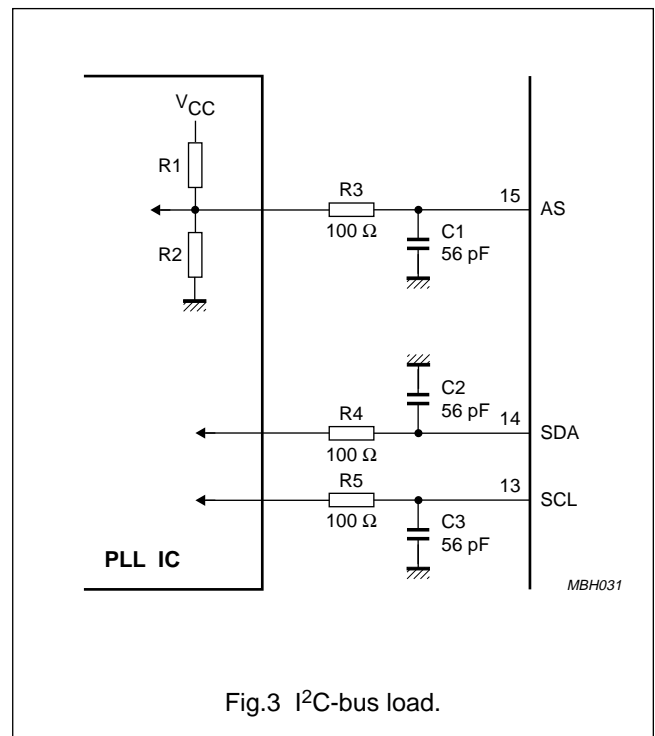 VCC
R1
R2
R3
100 Ω
C1
56 pF
15
AS
C2
56 pF
R4
100 Ω
14
SDA
R5
100 Ω
13
SCL
C3
56 pF
PLL IC
MBH031
Fig.3 I²C-bus load.